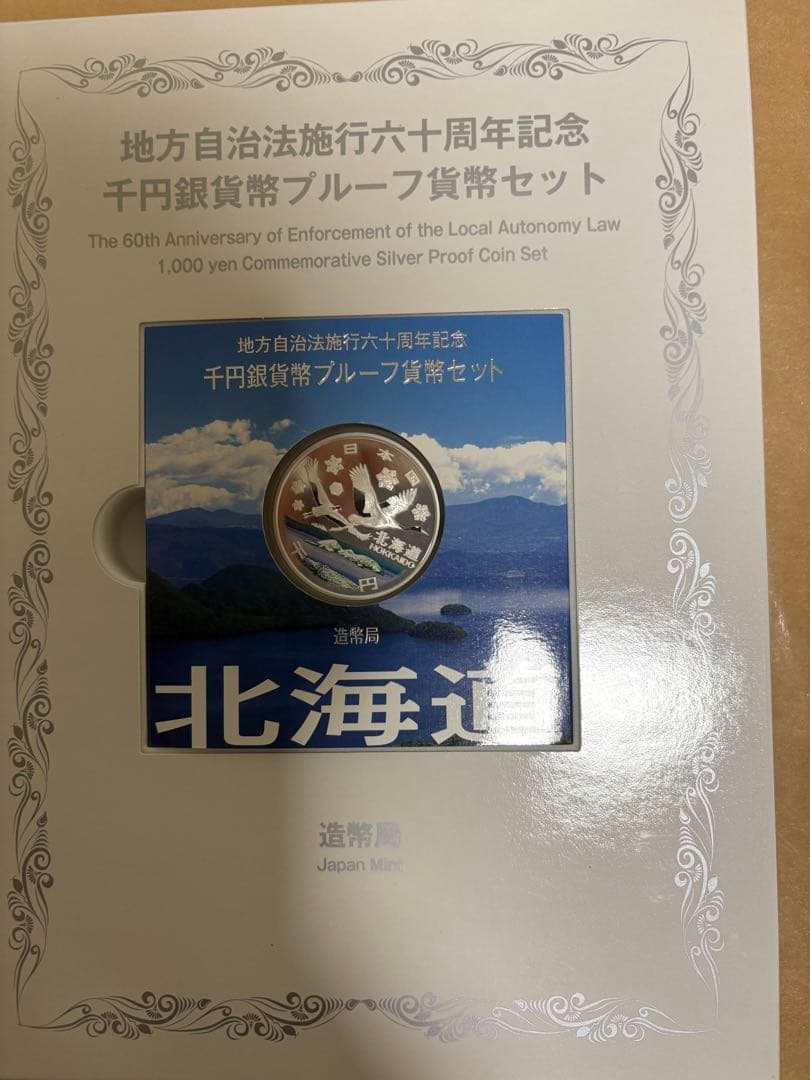 地方自治法施行六十周年記念
千円銀貨幣プルーフ貨幣セット
The 60th Anniversary of Enforcement of the Local Autonomy Law
1,000 yen Commemorative Silver Proof Coin Set
地方自治法施行六十周年記念
千円銀貨幣プルーフ貨幣セット
日本国
北海道
HOKKAIDO
千円
造幣局
北海道
造幣局
Japan Mint